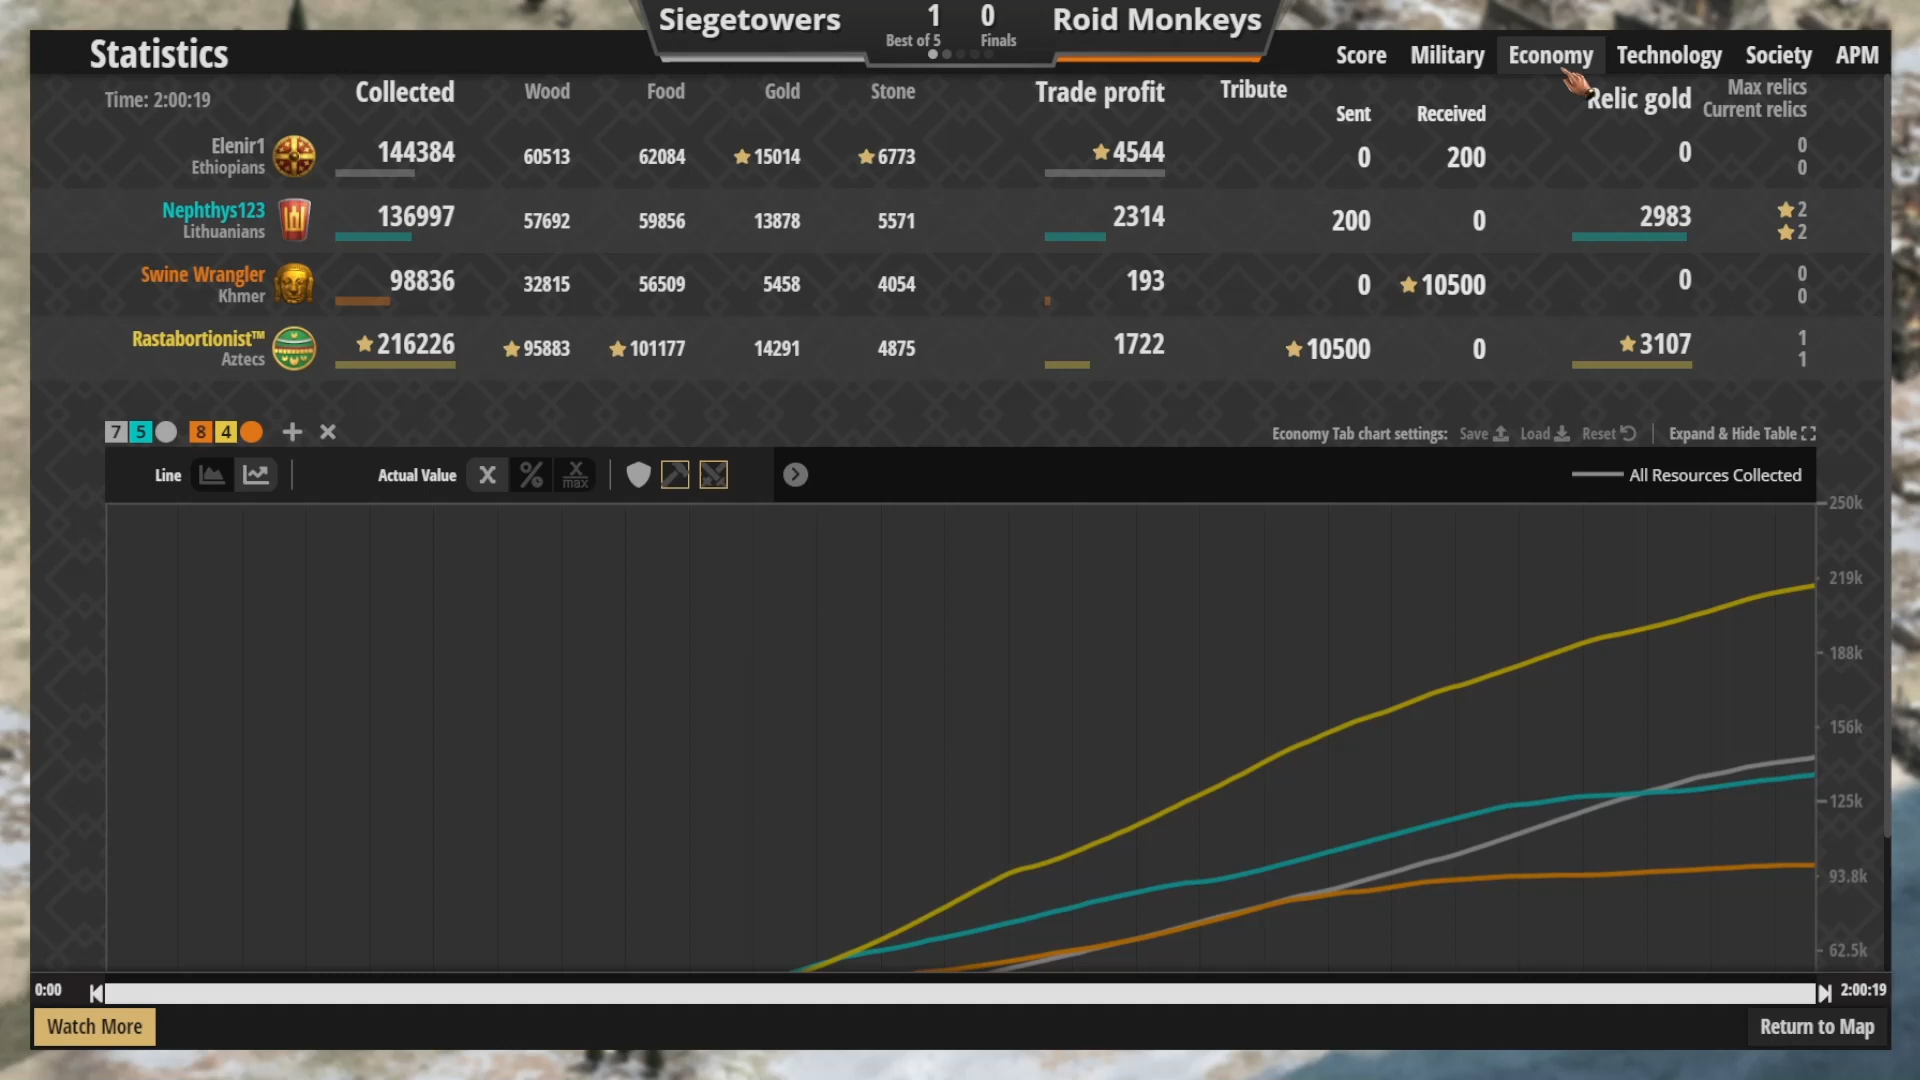 Siegetowers 1 0 Roid Monkeys
Best of 5 Finals
Statistics
Score Military Economy Technology Society APM
Time: 2:00:19
Collected Wood Food Gold Stone Trade profit Tribute Sent Received Relic gold Max relics
Current relics
Elenir1
Ethiopians
144384 60513 62084 15014 6773 4544 0 200 0 0
0
Nephthys123
Lithuanians
136997 57692 59856 13878 5571 2314 200 0 2983 2
2
Swine Wrangler
Khmer
98836 32815 56509 5458 4054 193 0 10500 0 0
0
Rastabortionist™
Aztecs
216226 95883 101177 14291 4875 1722 10500 0 3107 1
1
7 5 8 4
Economy Tab chart settings: Save Load Reset Expand & Hide Table
Line Actual Value X % X
max
All Resources Collected
250k
219k
188k
156k
125k
93.8k
62.5k
0:00 2:00:19
Watch More Return to Map